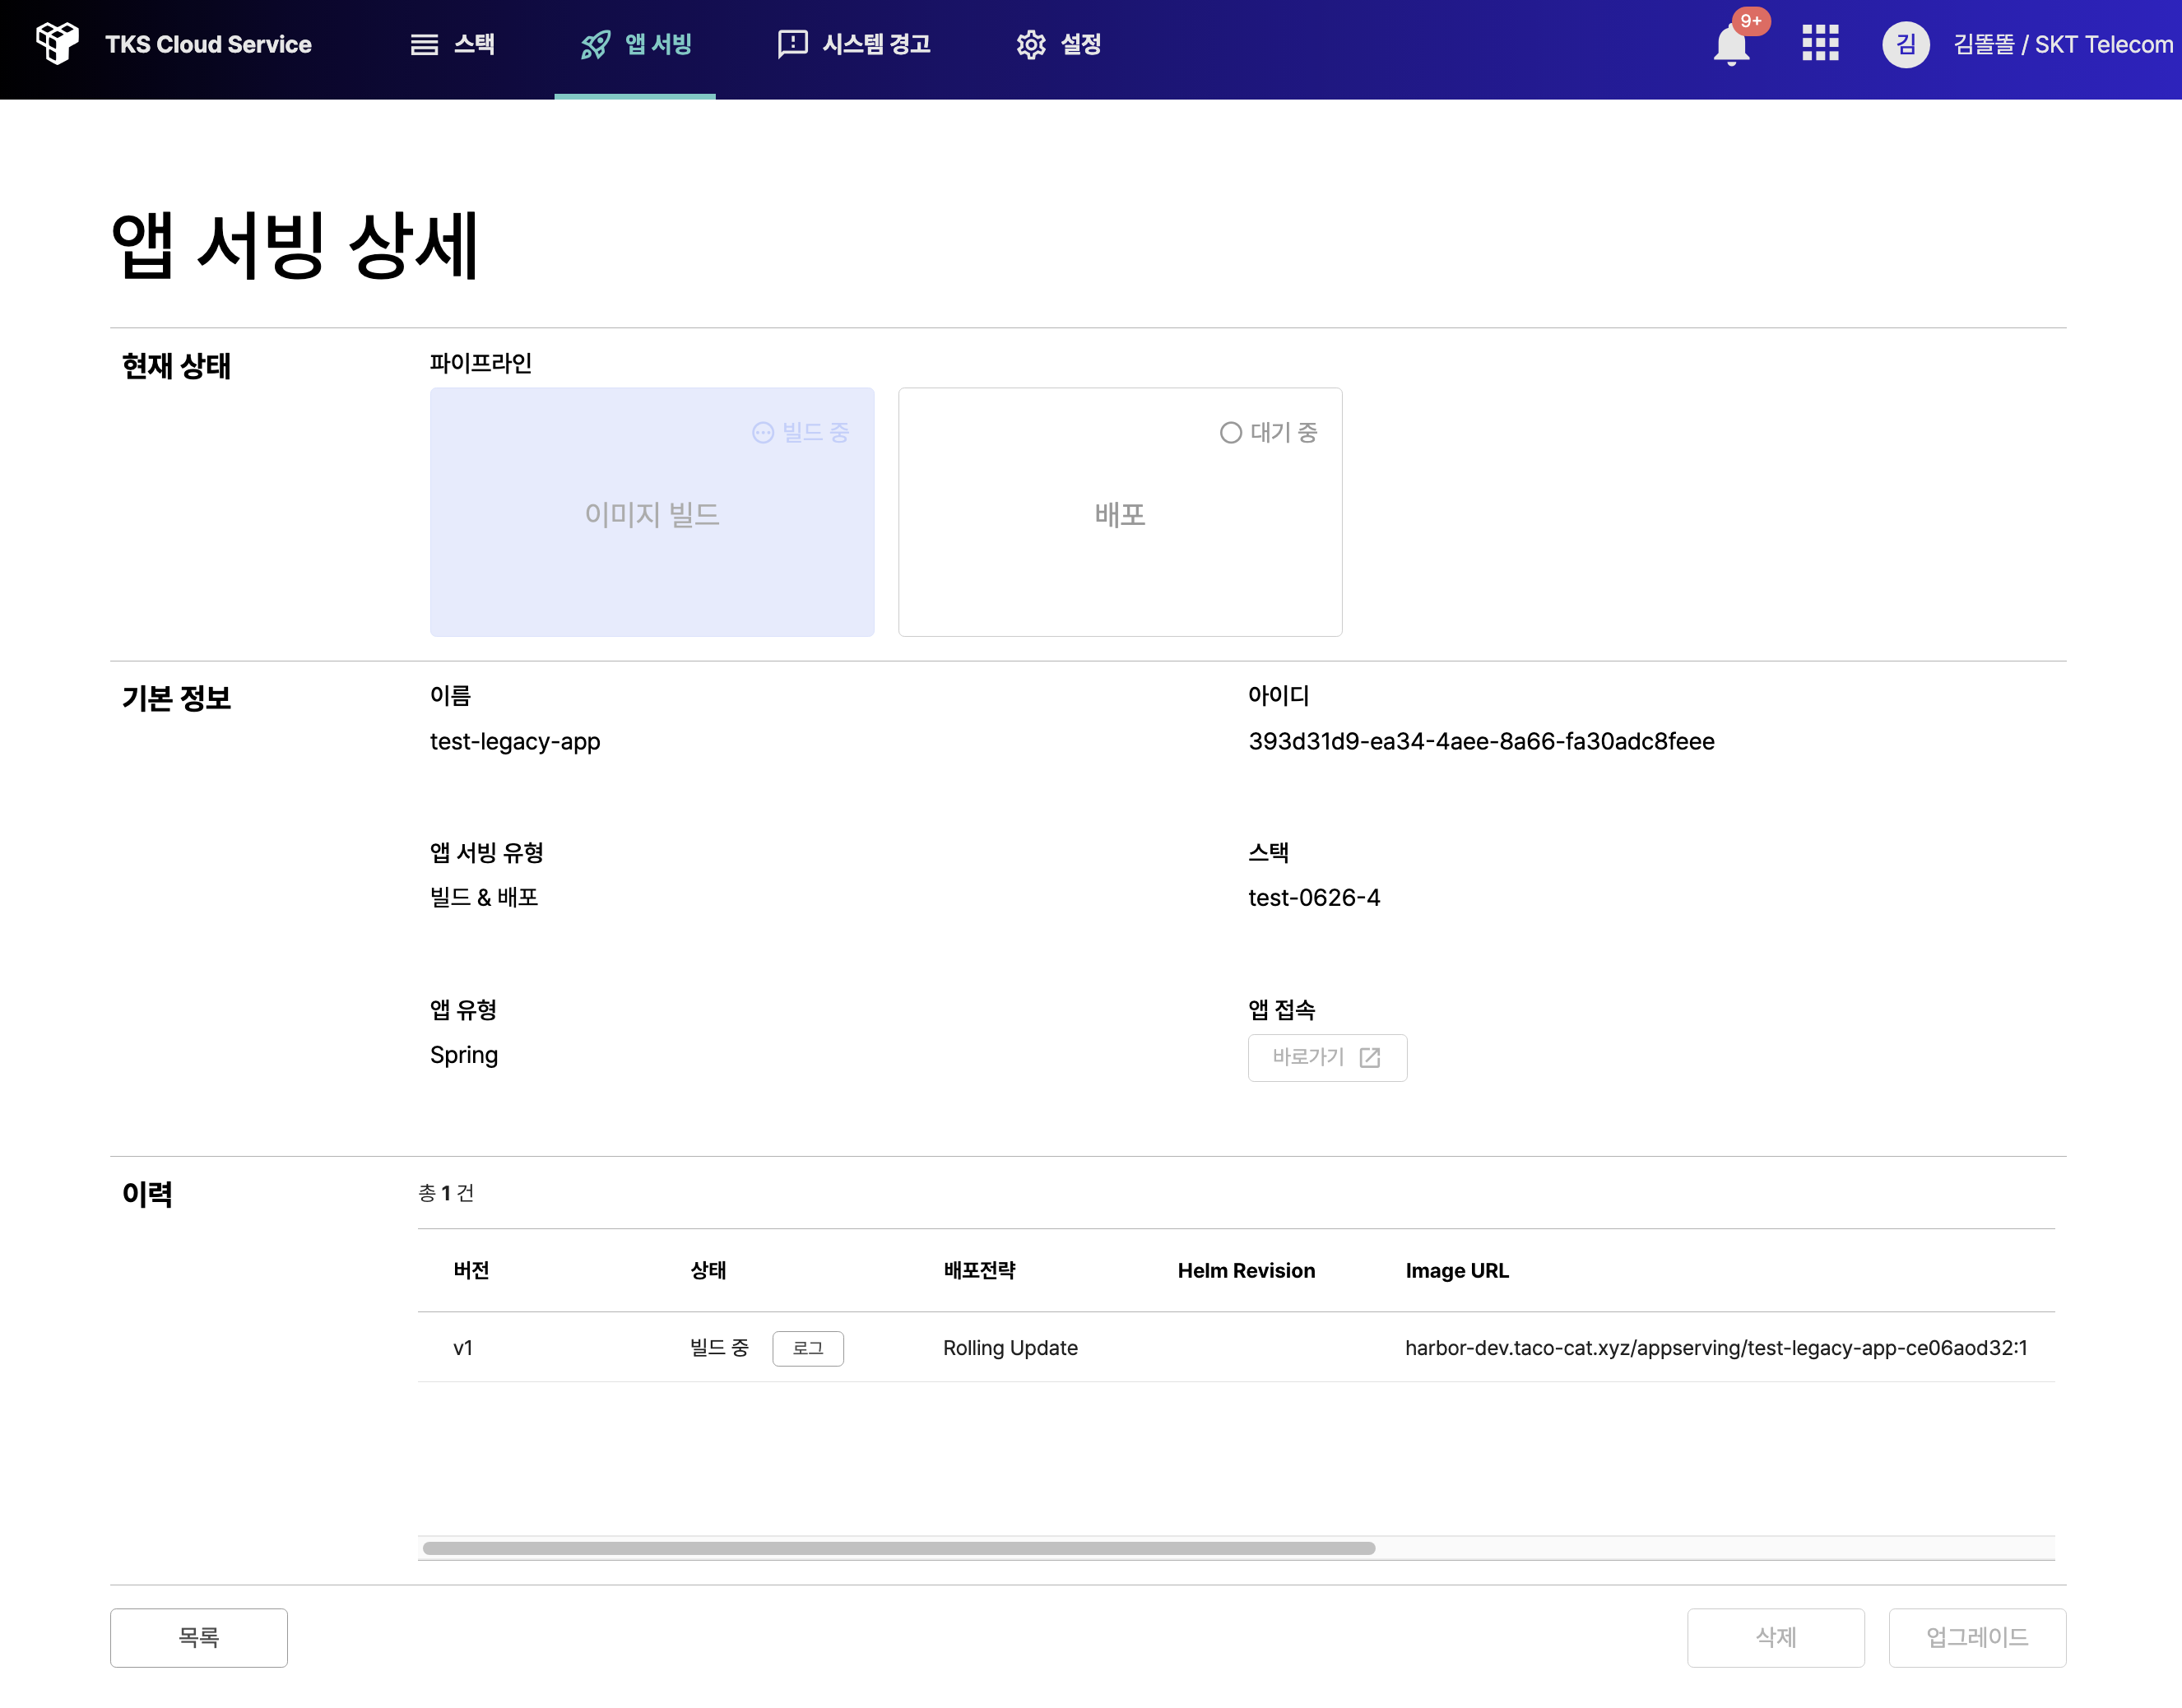 TKS Cloud Service
스택
앱 서빙
시스템 경고
설정
9+
김
김똘똘 / SKT Telecom
앱 서빙 상세
현재 상태
파이프라인
빌드 중
이미지 빌드
대기 중
배포
기본 정보
이름
test-legacy-app
아이디
393d31d9-ea34-4aee-8a66-fa30adc8feee
앱 서빙 유형
빌드 & 배포
스택
test-0626-4
앱 유형
Spring
앱 접속
바로가기
이력
총 1 건
버전 상태 배포전략 Helm Revision Image URL
v1 빌드 중 로그 Rolling Update harbor-dev.taco-cat.xyz/appserving/test-legacy-app-ce06aod32:1
목록
삭제
업그레이드